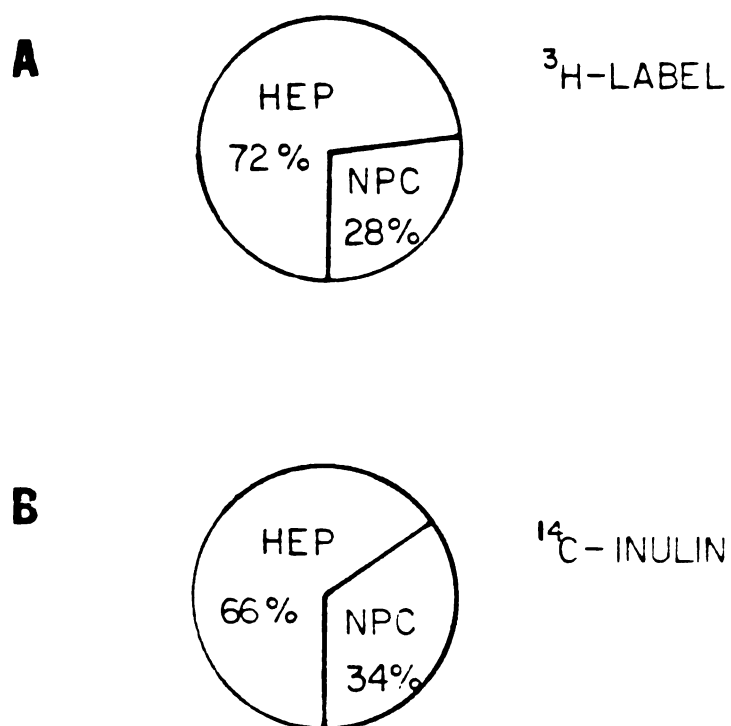 A
³H-LABEL
HEP
72%
NPC
28%
B
¹⁴C-INULIN
HEP
66%
NPC
34%